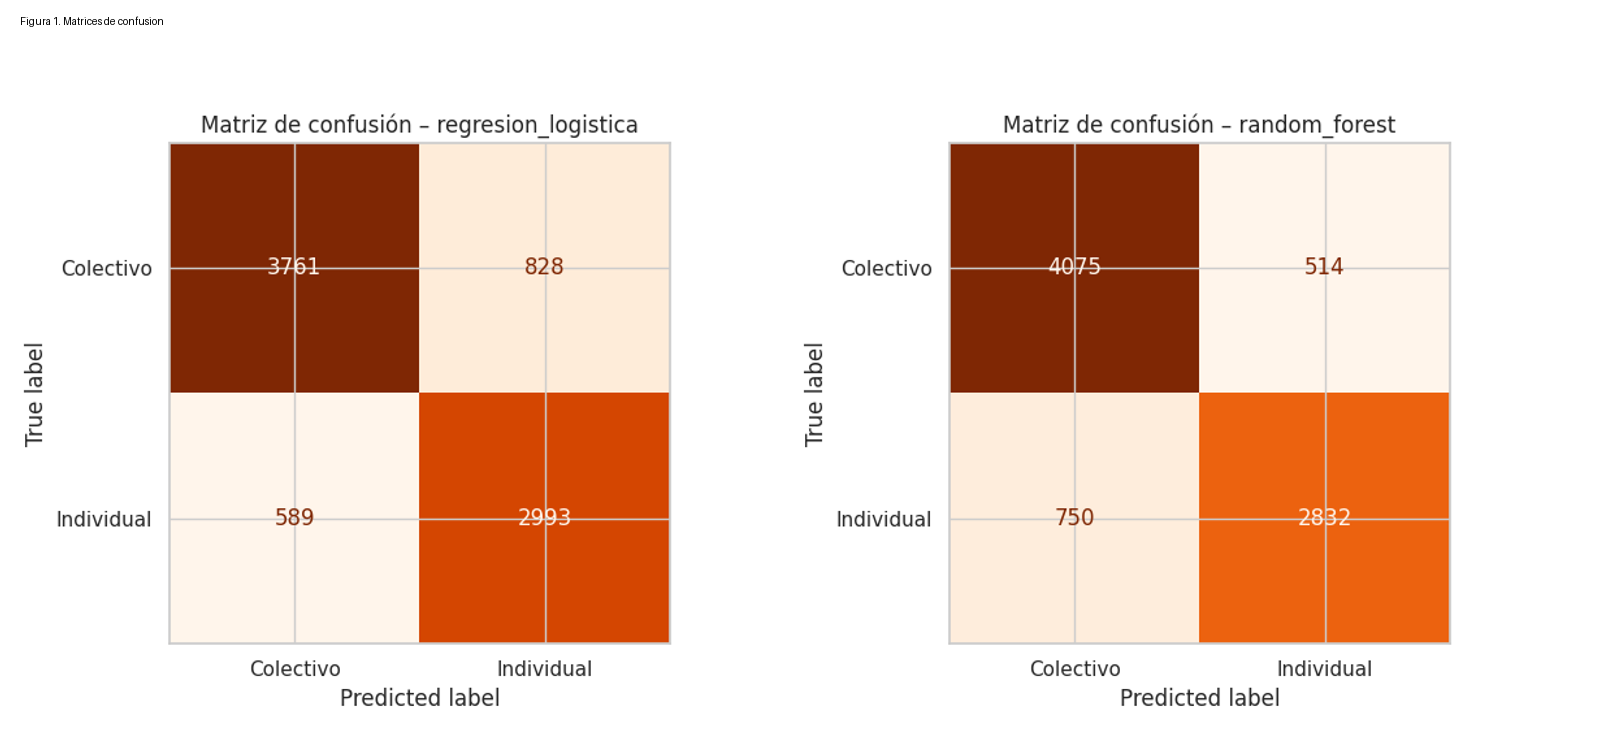 Figura 1. Matrices de confusion
Matriz de confusión – regresion_logistica
True label
Colectivo
3761
828
Individual
589
2993
Colectivo
Individual
Predicted label
Matriz de confusión – random_forest
True label
Colectivo
4075
514
Individual
750
2832
Colectivo
Individual
Predicted label